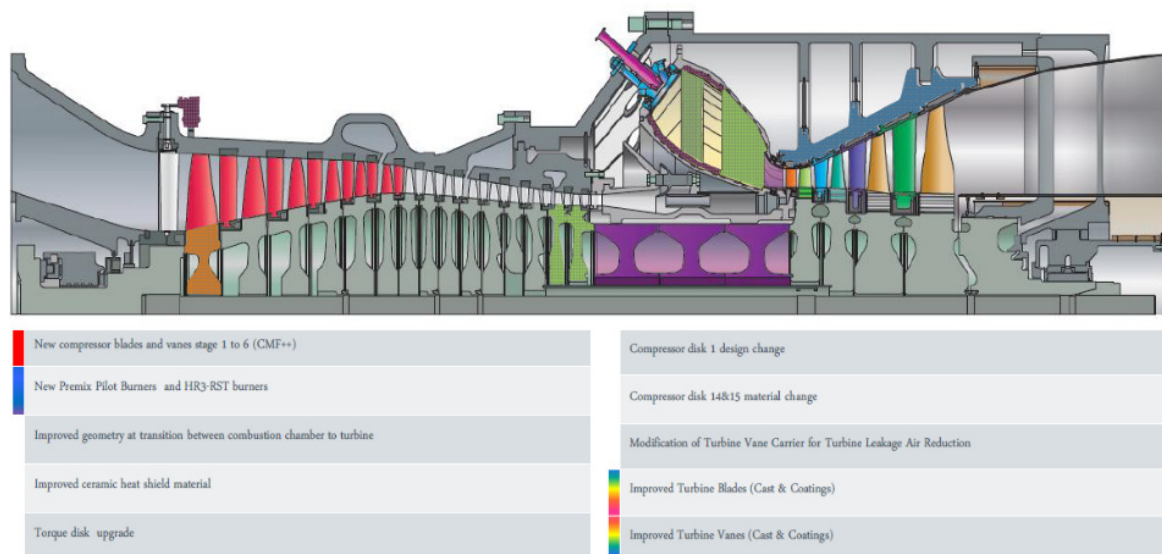 New compressor blades and vanes stage 1 to 6 (CMF++)
New Premix Pilot Burners and HR3-RST burners
Improved geometry at transition between combustion chamber to turbine
Improved ceramic heat shield material
Torque disk upgrade
Compressor disk 1 design change
Compressor disk 14&15 material change
Modification of Turbine Vane Carrier for Turbine Leakage Air Reduction
Improved Turbine Blades (Cast & Coatings)
Improved Turbine Vanes (Cast & Coatings)